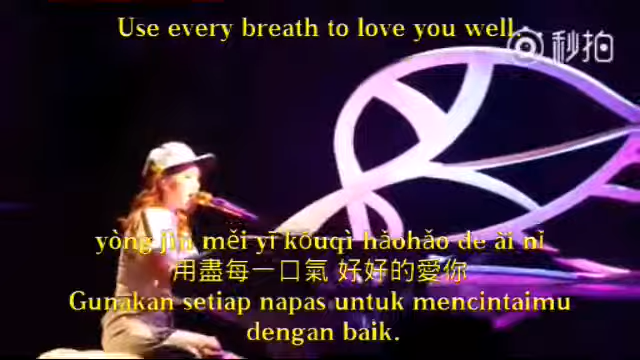 Use every breath to love you well.
秒拍
yòng jìn měi yī kǒuqì hǎohǎo de ài nǐ
用盡每一口氣 好好的愛你
Gunakan setiap napas untuk mencintaimu
dengan baik.